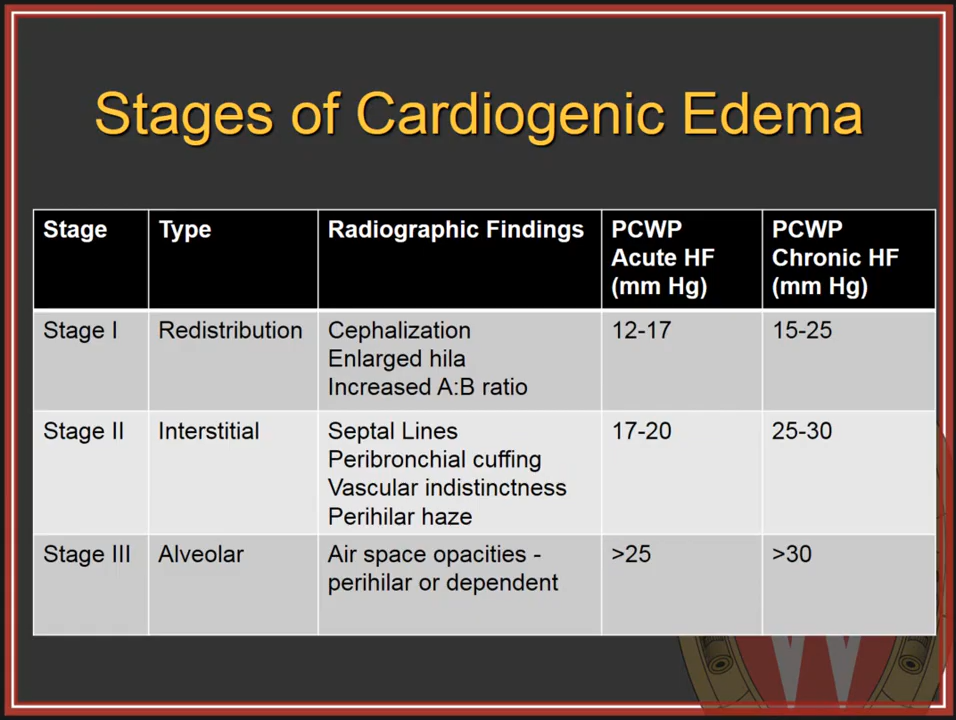 Stages of Cardiogenic Edema
Stage
Type
Radiographic Findings
PCWP
Acute HF
(mm Hg)
PCWP
Chronic HF
(mm Hg)
Stage I
Redistribution
Cephalization
Enlarged hila
Increased A:B ratio
12-17
15-25
Stage II
Interstitial
Septal Lines
Peribronchial cuffing
Vascular indistinctness
Perihilar haze
17-20
25-30
Stage III
Alveolar
Air space opacities -
perihilar or dependent
>25
>30
W